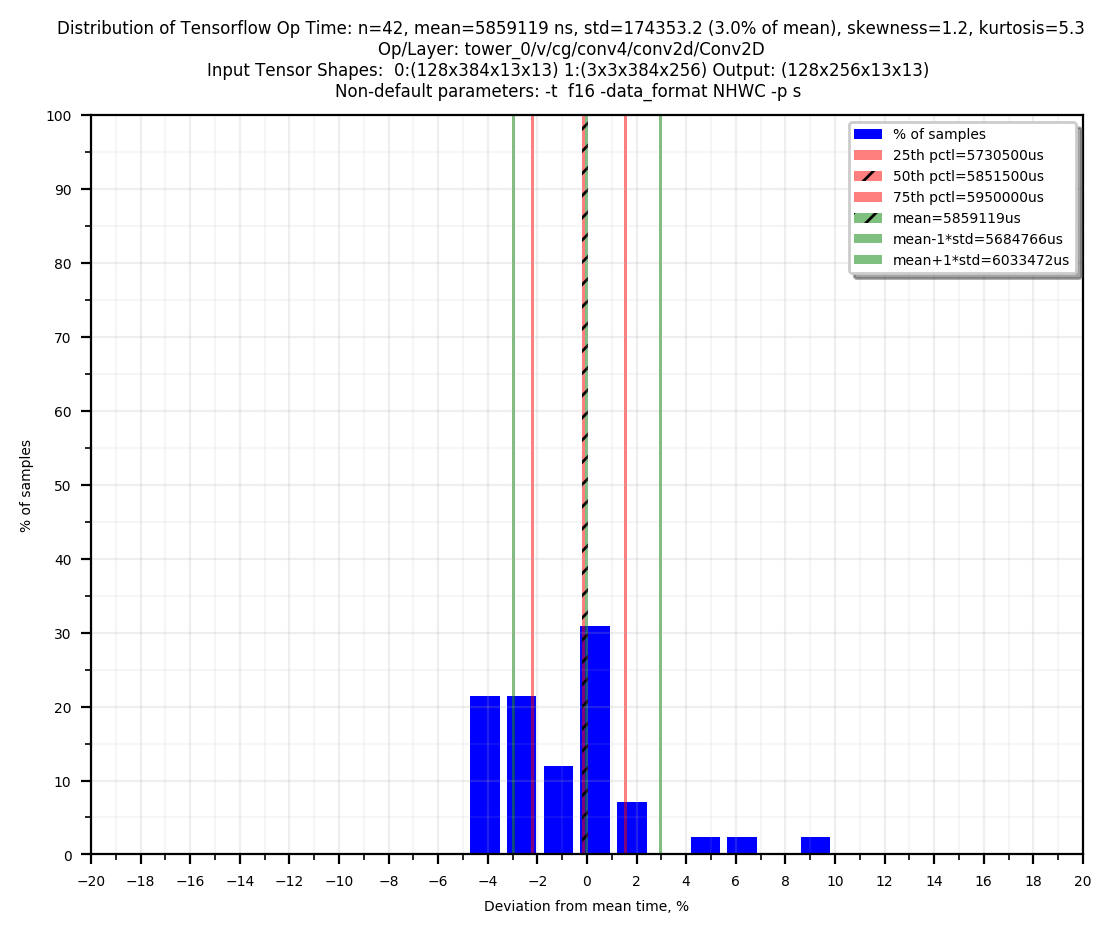 Distribution of Tensorflow Op Time: n=42, mean=5859119 ns, std=174353.2 (3.0% of mean), skewness=1.2, kurtosis=5.3
Op/Layer: tower_0/v/cg/conv4/conv2d/Conv2D
Input Tensor Shapes:  0:(128x384x13x13) 1:(3x3x384x256) Output: (128x256x13x13)
Non-default parameters: -t  f16 -data_format NHWC -p s
% of samples
25th pctl=5730500us
50th pctl=5851500us
75th pctl=5950000us
mean=5859119us
mean-1*std=5684766us
mean+1*std=6033472us
100
90
80
70
60
50
40
30
20
10
0
% of samples
−20 −18 −16 −14 −12 −10 −8 −6 −4 −2 0 2 4 6 8 10 12 14 16 18 20
Deviation from mean time, %